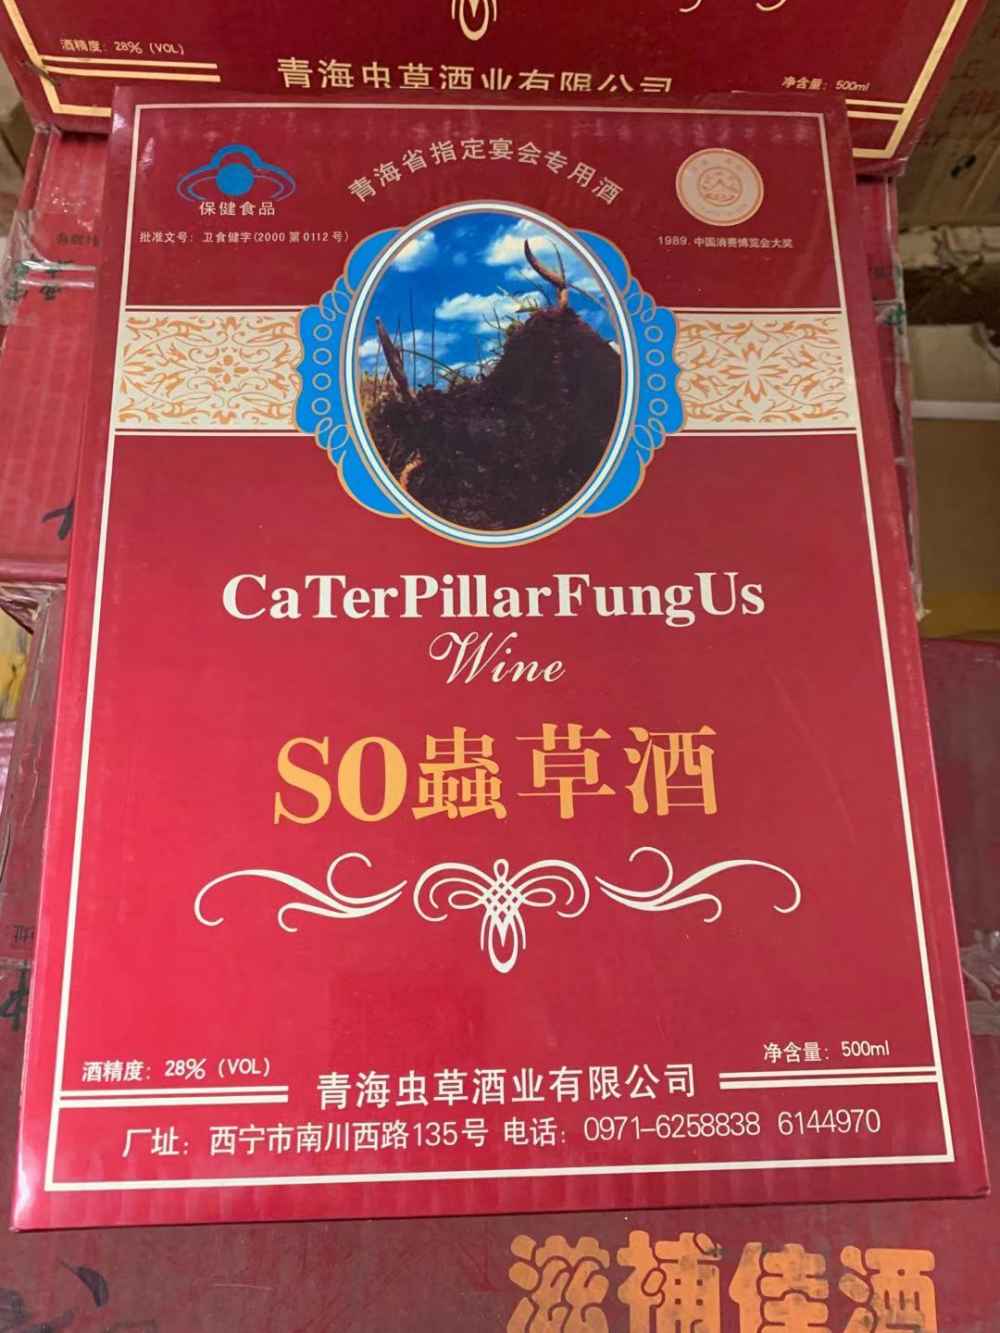 酒精度：28%（VOL）
青海虫草酒业有限公司
净含量：500ml
青海省指定宴会专用酒
保健食品
批准文号：卫食健字(2000第0112号)
1989.中国消费博览会大奖
CaTerPillarFungUs
Wine
SO蟲草酒
酒精度：28%（VOL）
净含量：500ml
青海虫草酒业有限公司
厂址：西宁市南川西路135号 电话：0971-6258838 6144970
滋補佳酒